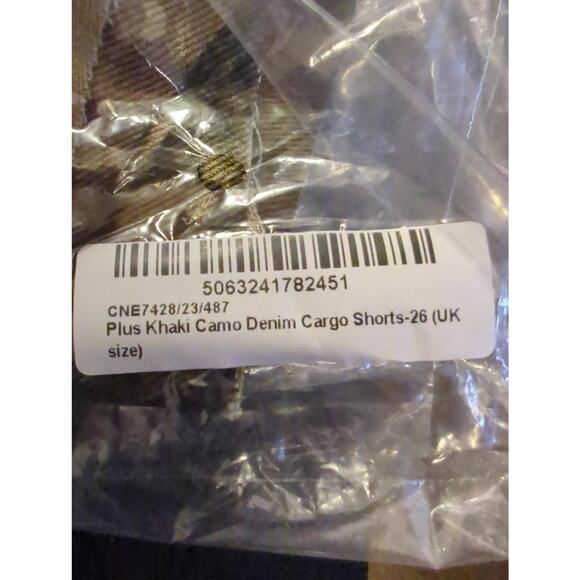 5063241782451
CNE7428/23/487
Plus Khaki Camo Denim Cargo Shorts-26 (UK
size)